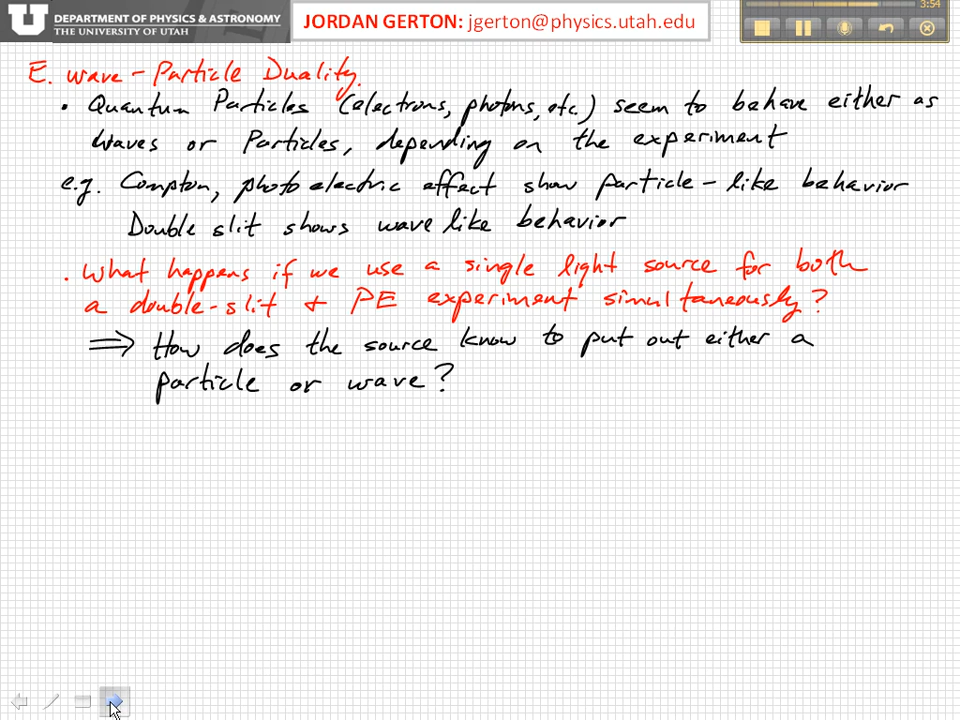 U DEPARTMENT OF PHYSICS & ASTRONOMY
THE UNIVERSITY OF UTAH
JORDAN GERTON: jgerton@physics.utah.edu
3:54
E. Wave-Particle Duality.
• Quantum Particles (electrons, photons, etc.) seem to behave either as
waves or Particles, depending on the experiment
e.g. Compton, photoelectric effect show particle-like behavior
Double slit shows wave like behavior
• What happens if we use a single light source for both
a double-slit & PE experiment simultaneously?
⇒ How does the source know to put out either a
particle or wave?